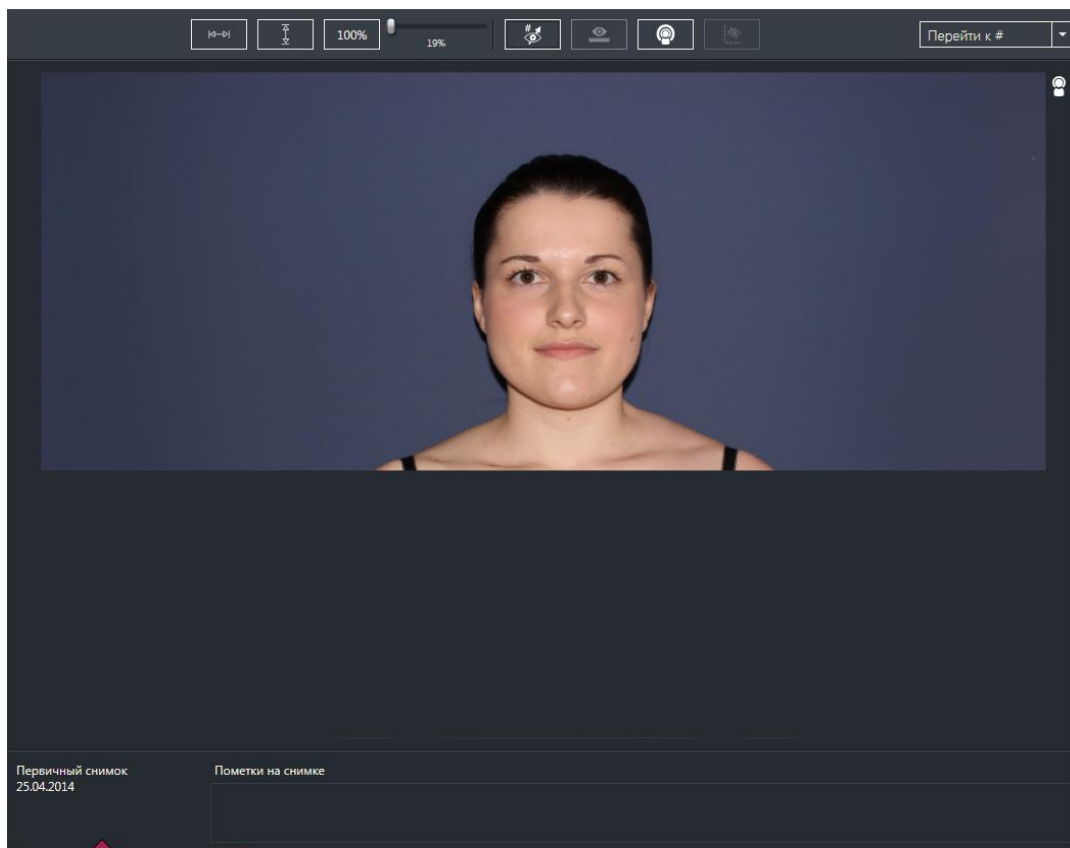 100%
19%
#
Перейти к #
Первичный снимок
25.04.2014
Пометки на снимке